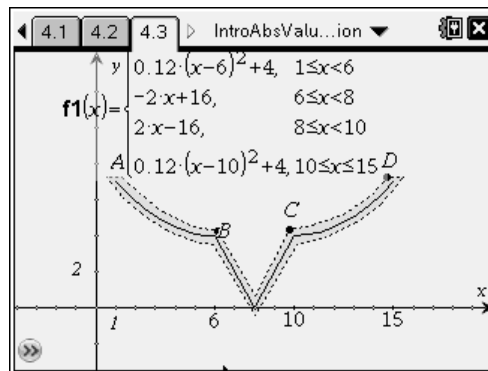 4.1 4.2 4.3 IntroAbsValu...ion
y
f1(x)=
0.12·(x-6)²+4, 1≤x<6
-2·x+16, 6≤x<8
2·x-16, 8≤x<10
0.12·(x-10)²+4, 10≤x≤15
A D
B C
2
x
1 6 10 15